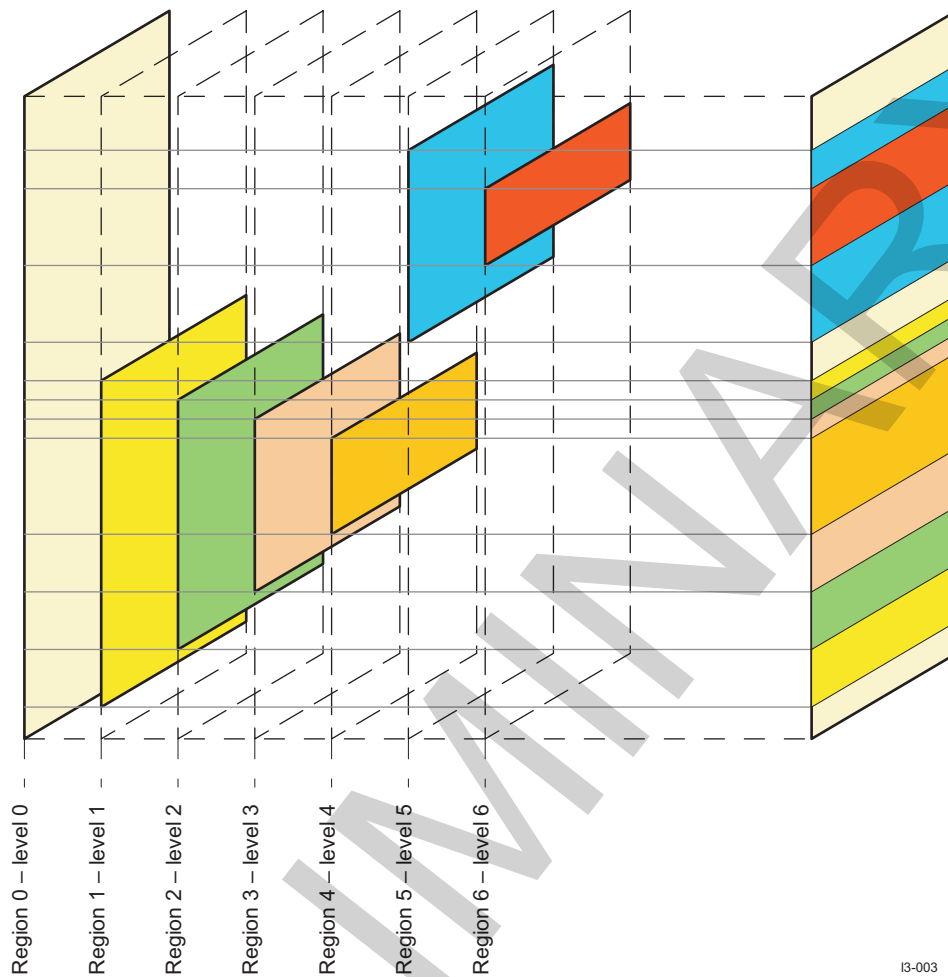 Region 0 – level 0
Region 1 – level 1
Region 2 – level 2
Region 3 – level 3
Region 4 – level 4
Region 5 – level 5
Region 6 – level 6
IMINARY
I3-003